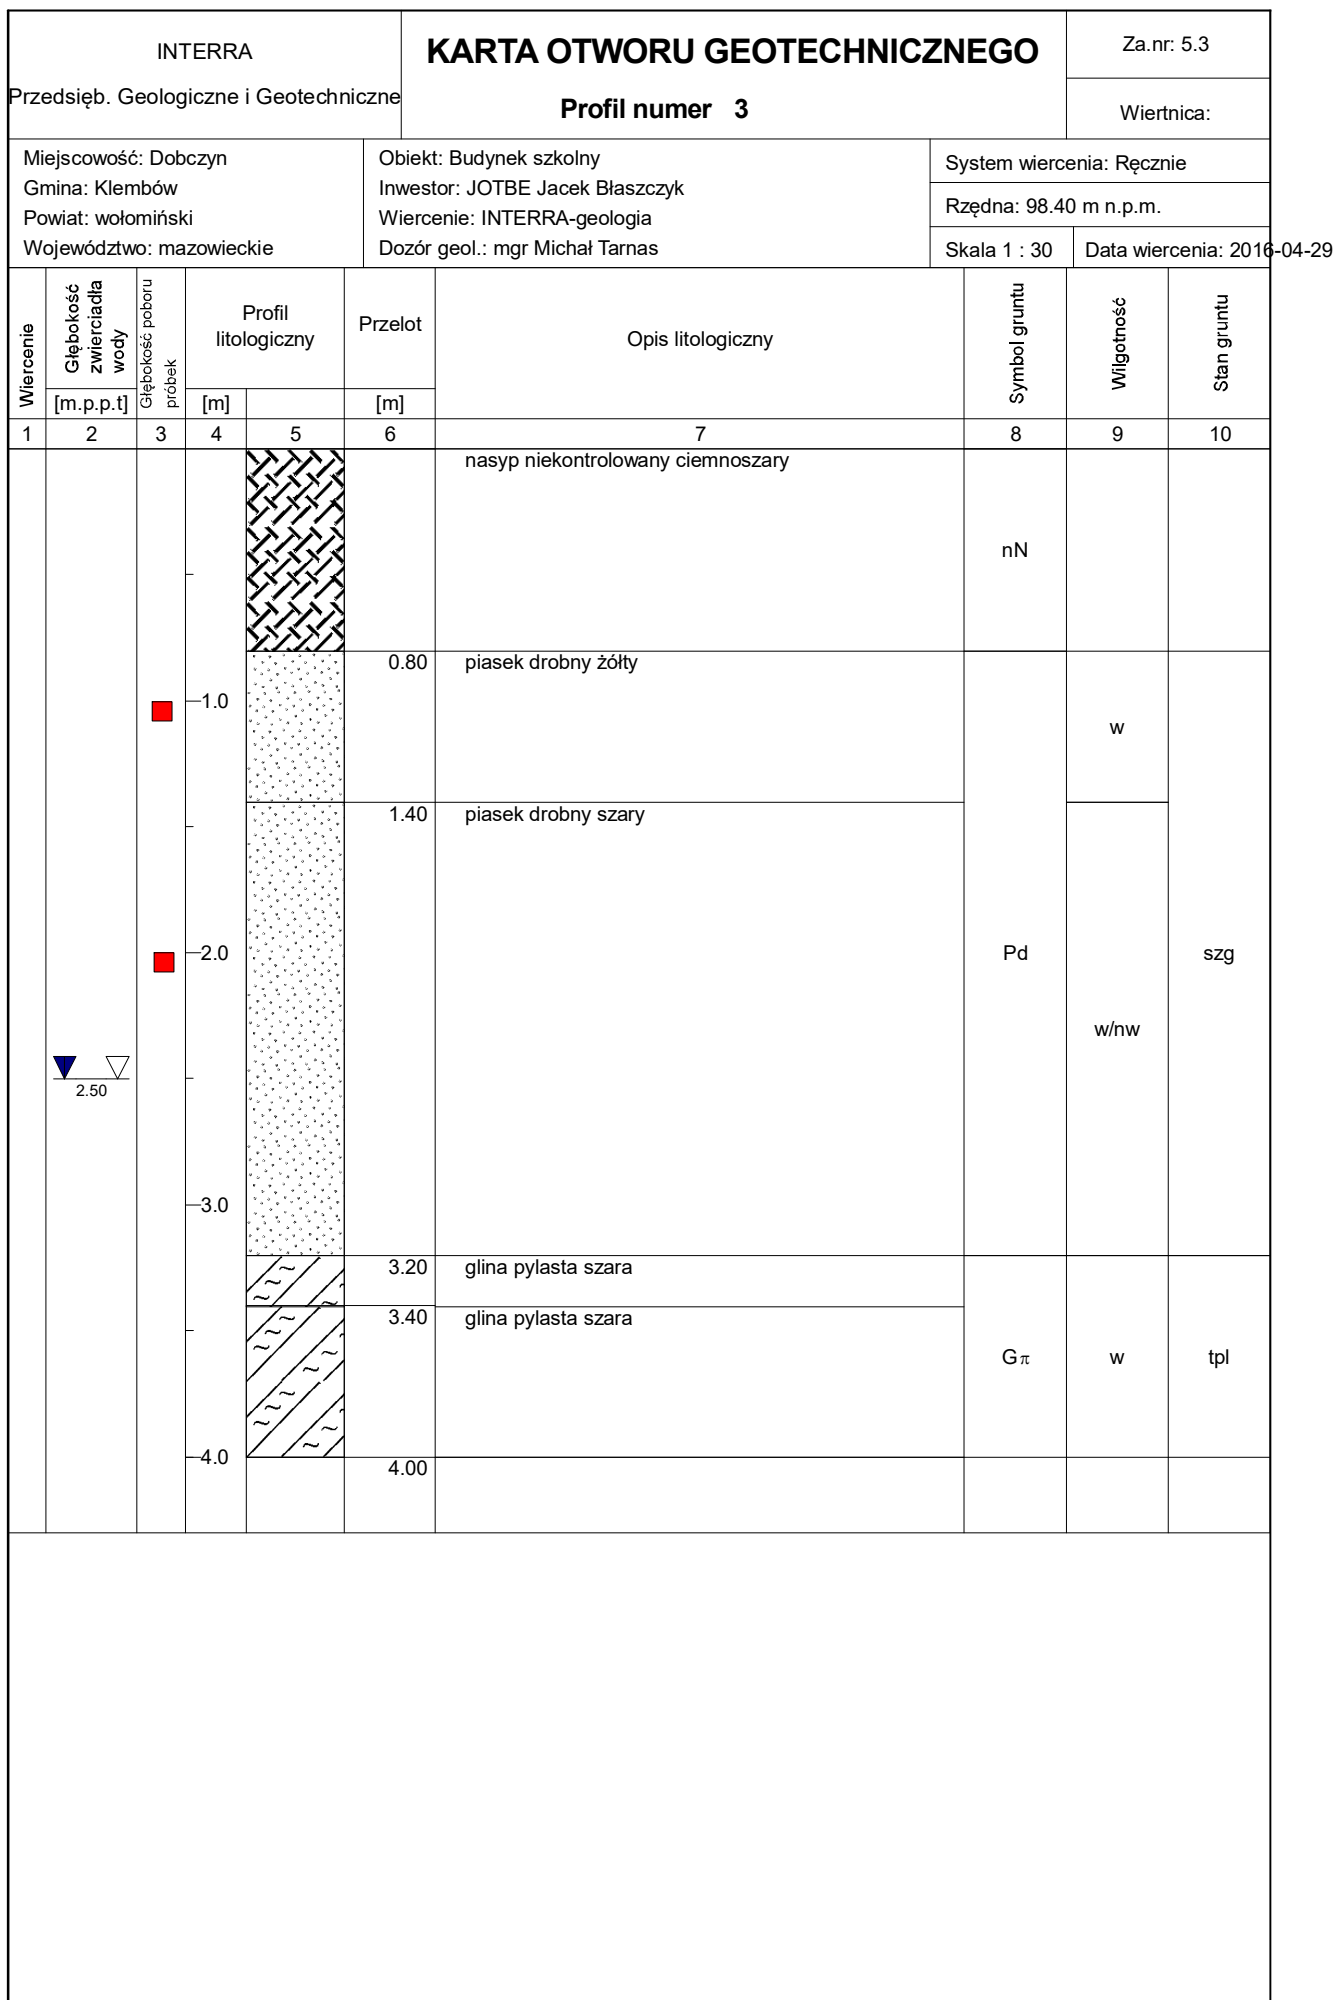 INTERRA
Przedsięb. Geologiczne i Geotechniczne
KARTA OTWORU GEOTECHNICZNEGO
Profil numer 3
Za.nr: 5.3
Wiertnica:
Miejscowość: Dobczyn
Gmina: Klembów
Powiat: wołomiński
Województwo: mazowieckie
Obiekt: Budynek szkolny
Inwestor: JOTBE Jacek Błaszczyk
Wiercenie: INTERRA-geologia
Dozór geol.: mgr Michał Tarnas
System wiercenia: Ręcznie
Rzędna: 98.40 m n.p.m.
Skala 1 : 30
Data wiercenia: 2016-04-29
Wiercenie
Głębokość
zwierciadła
wody
[m.p.p.t]
Głębokość poboru
próbek
Profil
litologiczny
[m]
Przelot
[m]
Opis litologiczny
Symbol gruntu
Wilgotność
Stan gruntu
1 2 3 4 5 6 7 8 9 10
nasyp niekontrolowany ciemnoszary
nN
0.80 piasek drobny żółty
1.0
w
1.40 piasek drobny szary
2.0
Pd
szg
w/nw
2.50
3.0
3.20 glina pylasta szara
3.40 glina pylasta szara
Gπ w tpl
4.0
4.00